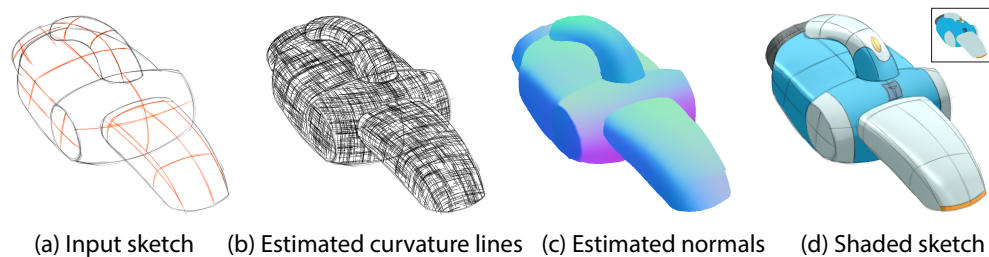 (a) Input sketch (b) Estimated curvature lines (c) Estimated normals (d) Shaded sketch